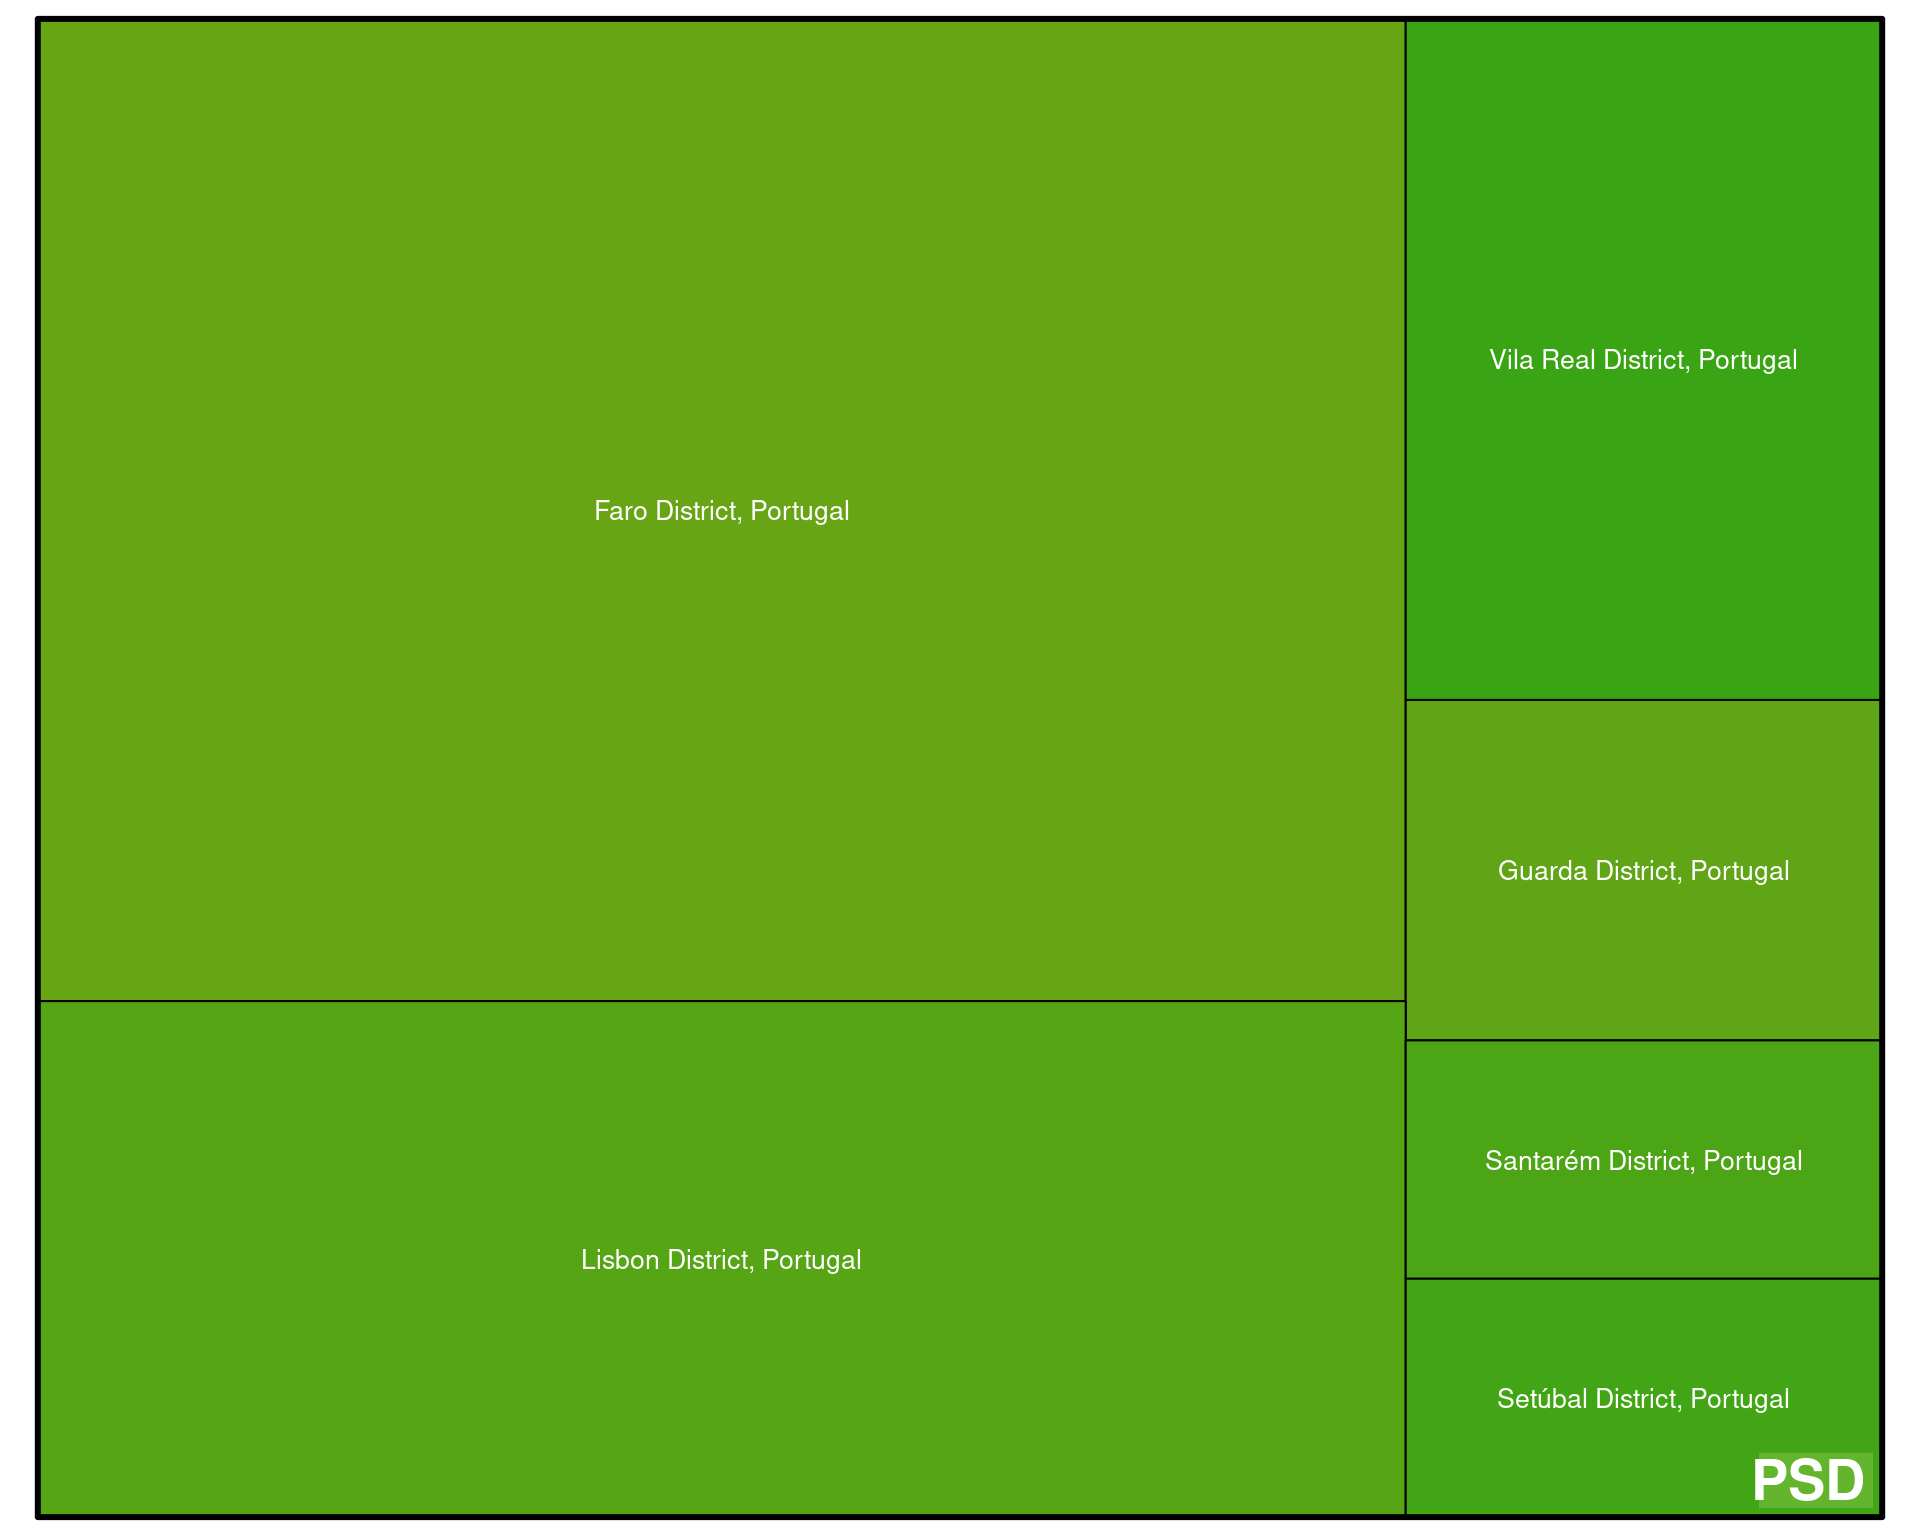 Faro District, Portugal
Lisbon District, Portugal
Vila Real District, Portugal
Guarda District, Portugal
Santarém District, Portugal
Setúbal District, Portugal
PSD